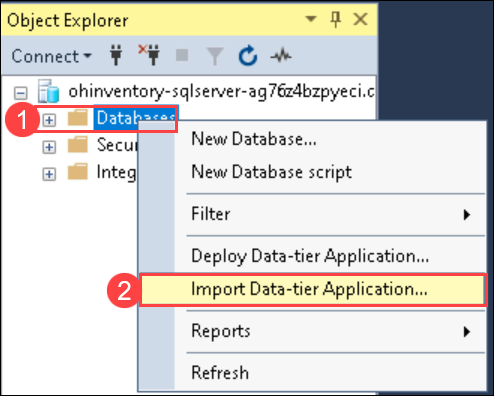 Object Explorer
Connect
ohinventory-sqlserver-ag76z4bzpyeci.c
1
Databases
New Database...
Secu
New Database script
Integ
Filter
Deploy Data-tier Application...
2
Import Data-tier Application...
Reports
Refresh